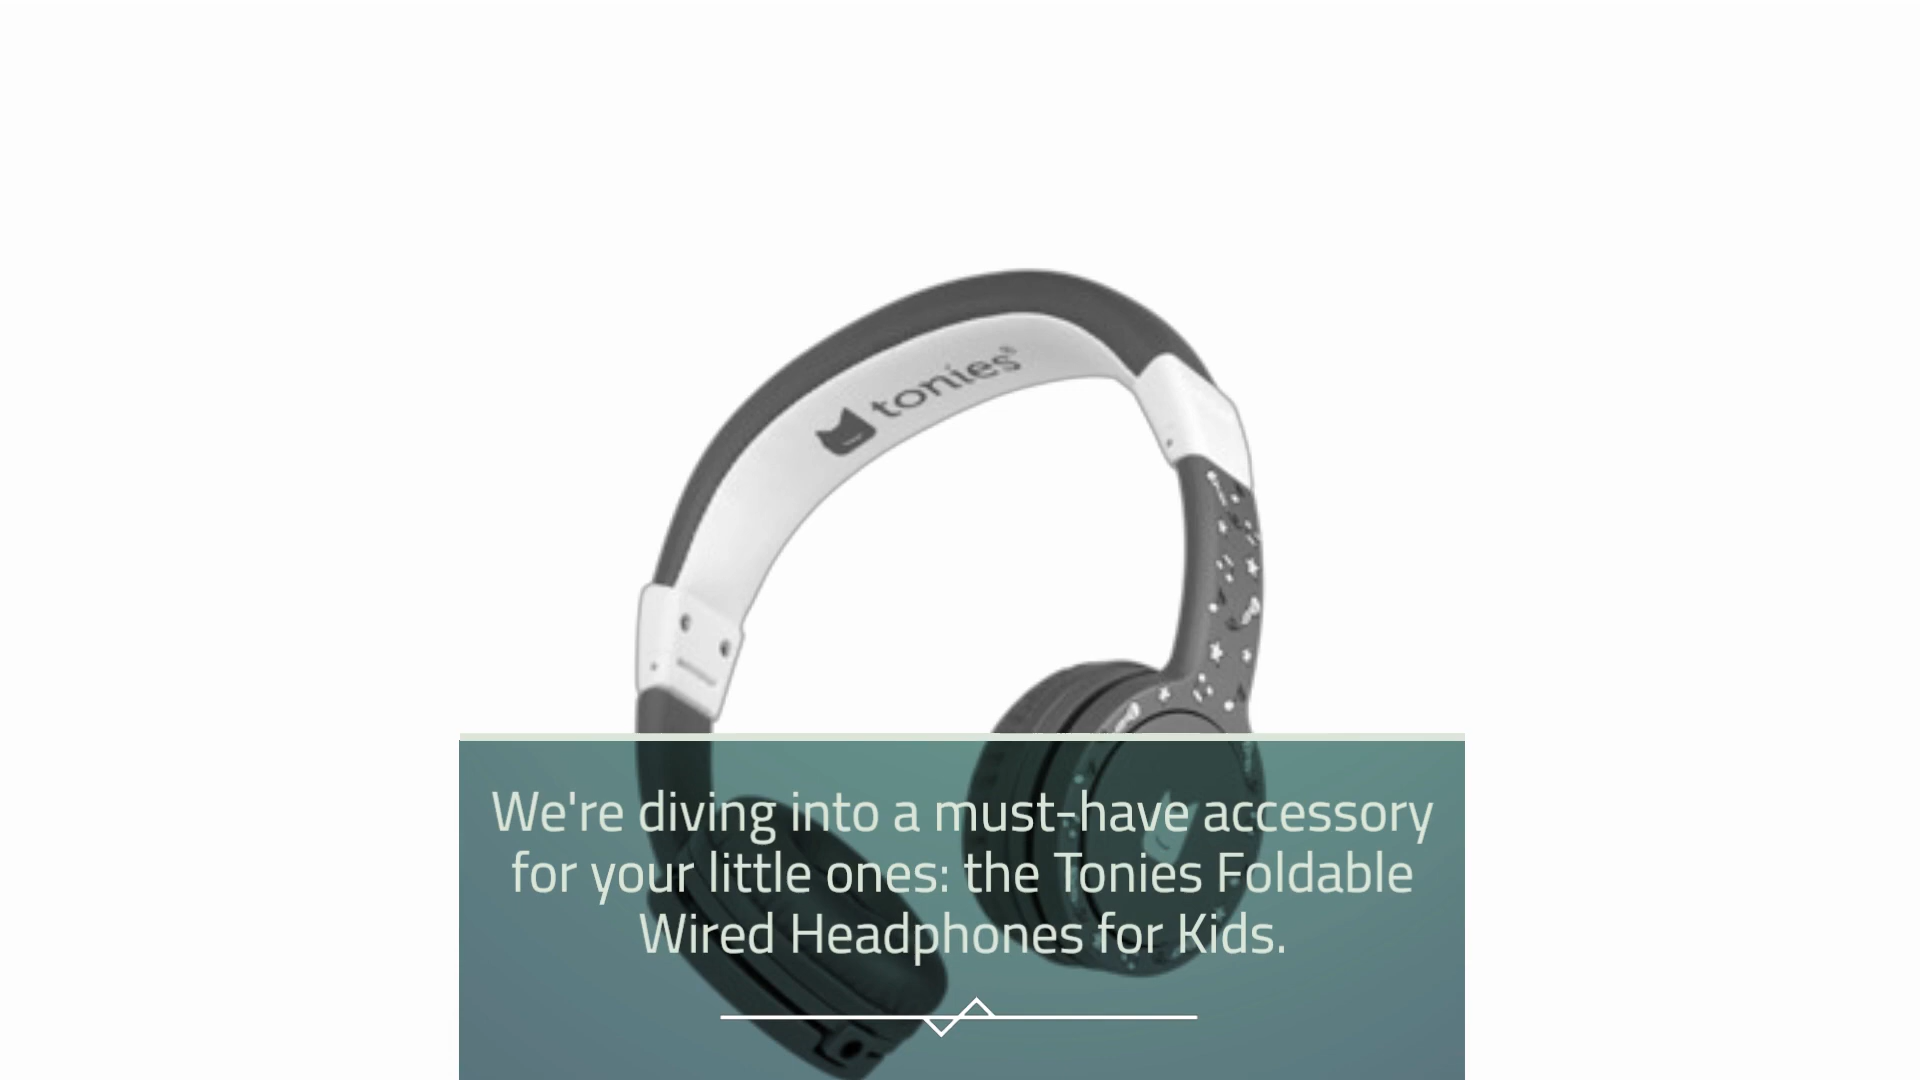 tonies®
We're diving into a must-have accessory
for your little ones: the Tonies Foldable
Wired Headphones for Kids.